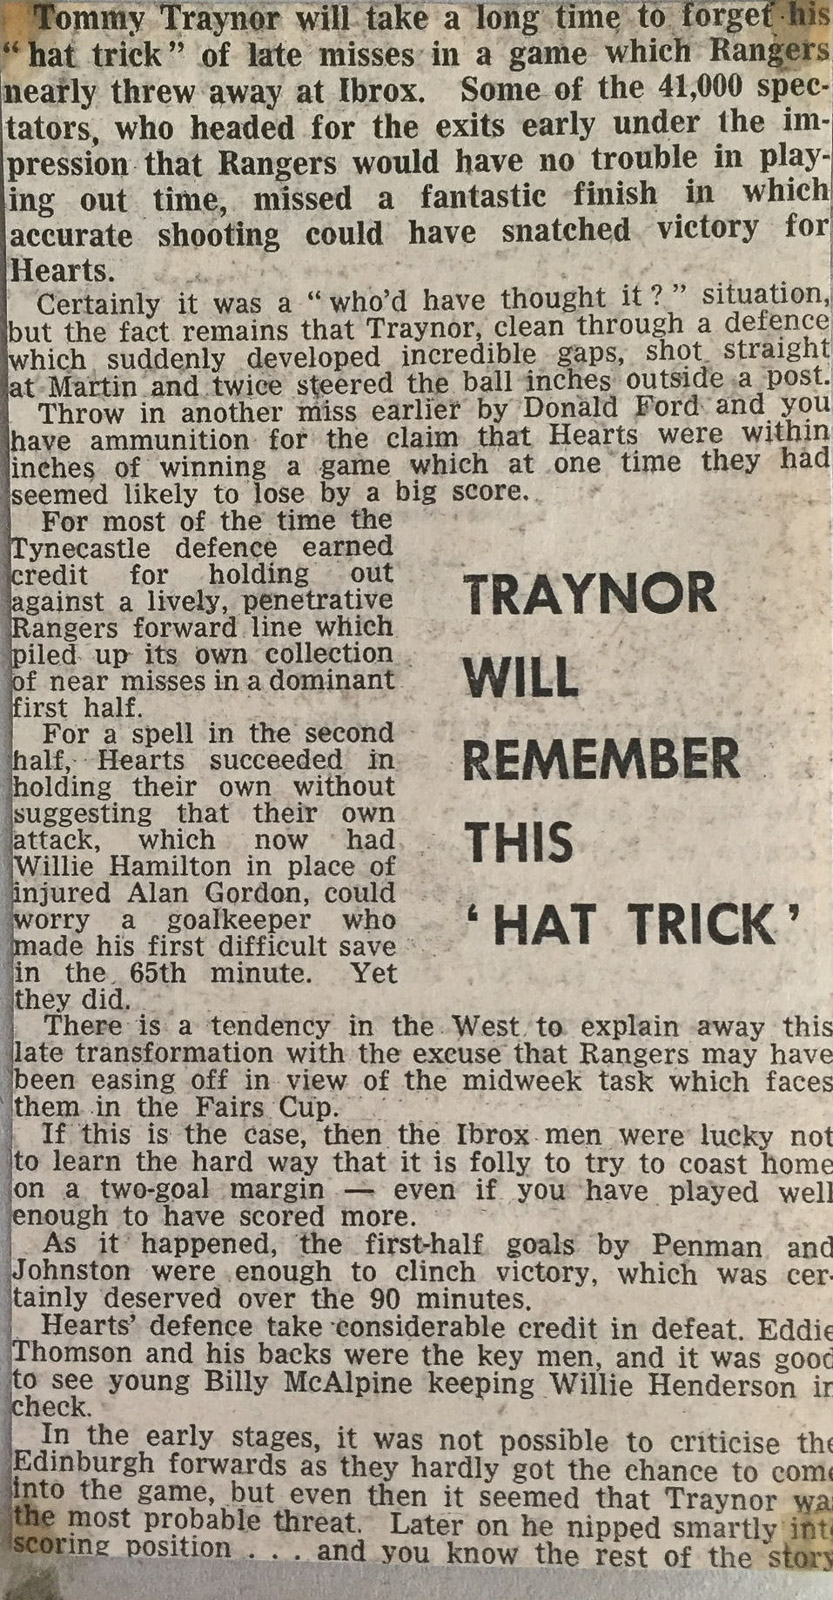 Tommy Traynor will take a long time to forget his
“ hat trick ” of late misses in a game which Rangers
nearly threw away at Ibrox. Some of the 41,000 spec-
tators, who headed for the exits early under the im-
pression that Rangers would have no trouble in play-
ing out time, missed a fantastic finish in which
accurate shooting could have snatched victory for
Hearts.
Certainly it was a “ who’d have thought it ? ” situation,
but the fact remains that Traynor, clean through a defence
which suddenly developed incredible gaps, shot straight
at Martin and twice steered the ball inches outside a post.
Throw in another miss earlier by Donald Ford and you
have ammunition for the claim that Hearts were within
inches of winning a game which at one time they had
seemed likely to lose by a big score.
For most of the time the
Tynecastle defence earned
credit for holding out
against a lively, penetrative
Rangers forward line which
piled up its own collection
of near misses in a dominant
first half.
For a spell in the second
half, Hearts succeeded in
holding their own without
suggesting that their own
attack, which now had
Willie Hamilton in place of
injured Alan Gordon, could
worry a goalkeeper who
made his first difficult save
in the 65th minute. Yet
they did.
TRAYNOR
WILL
REMEMBER
THIS
‘ HAT TRICK ’
There is a tendency in the West to explain away this
late transformation with the excuse that Rangers may have
been easing off in view of the midweek task which faces
them in the Fairs Cup.
If this is the case, then the Ibrox men were lucky not
to learn the hard way that it is folly to try to coast home
on a two-goal margin — even if you have played well
enough to have scored more.
As it happened, the first-half goals by Penman and
Johnston were enough to clinch victory, which was cer-
tainly deserved over the 90 minutes.
Hearts’ defence take considerable credit in defeat. Eddie
Thomson and his backs were the key men, and it was good
to see young Billy McAlpine keeping Willie Henderson in
check.
In the early stages, it was not possible to criticise the
Edinburgh forwards as they hardly got the chance to come
into the game, but even then it seemed that Traynor was
the most probable threat. Later on he nipped smartly into
scoring position . . . and you know the rest of the story